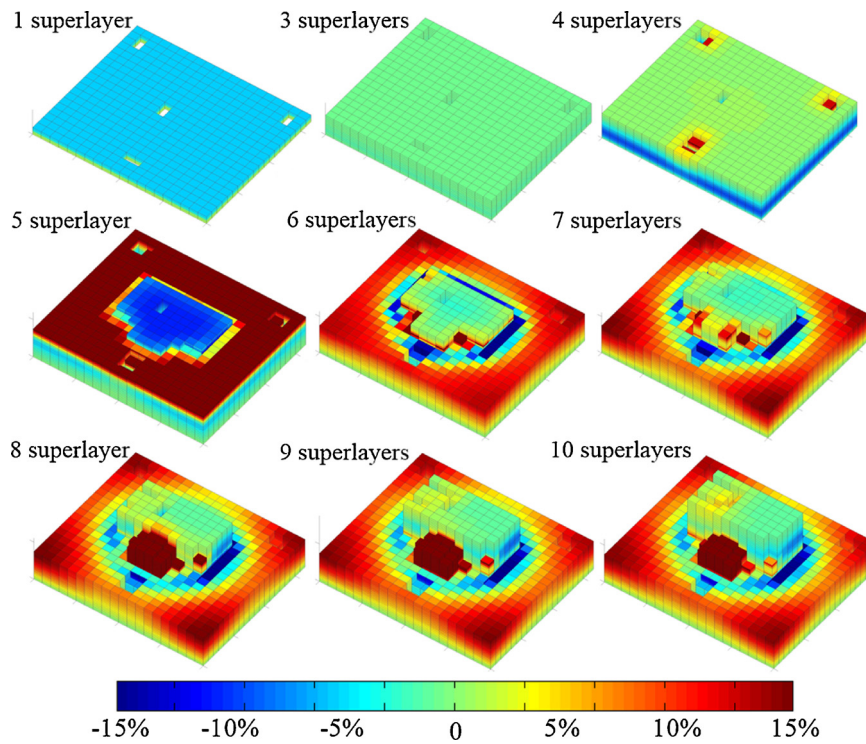 1 superlayer
3 superlayers
4 superlayers
5 superlayer
6 superlayers
7 superlayers
8 superlayer
9 superlayers
10 superlayers
-15% -10% -5% 0 5% 10% 15%